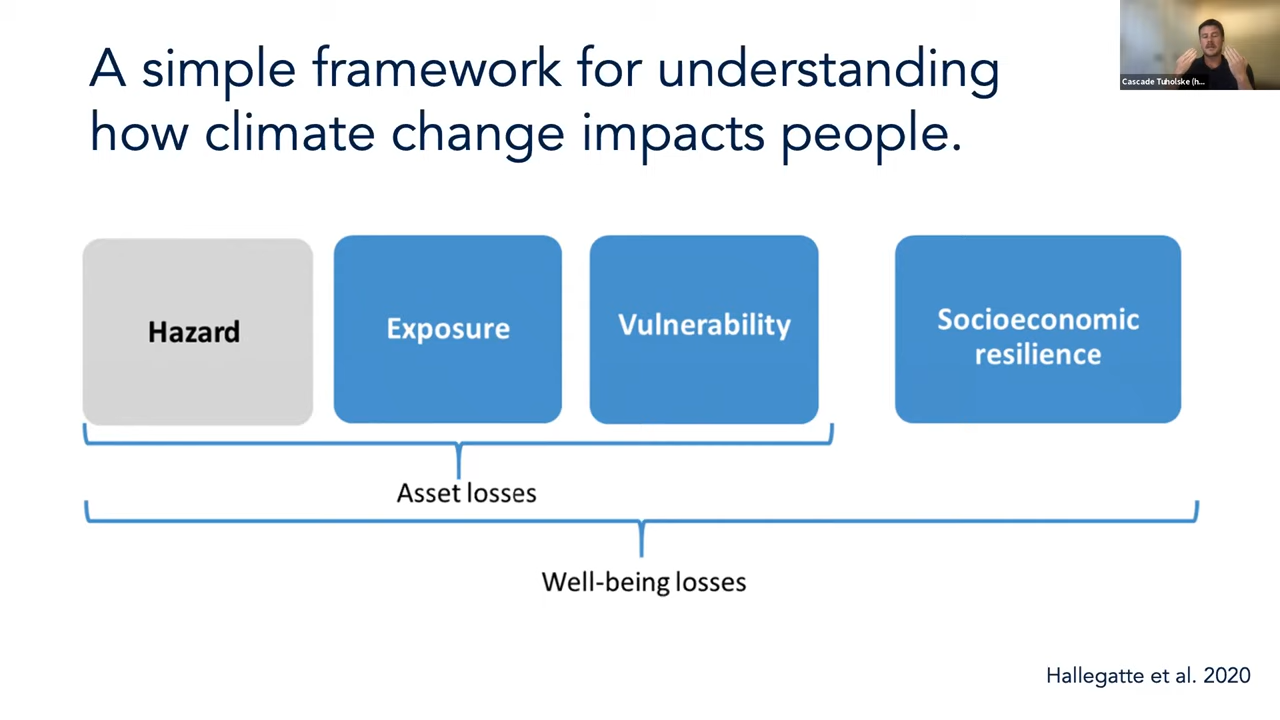 A simple framework for understanding
how climate change impacts people.
Cascade Tuholske (h...
Hazard
Exposure
Vulnerability
Socioeconomic
resilience
Asset losses
Well-being losses
Hallegatte et al. 2020